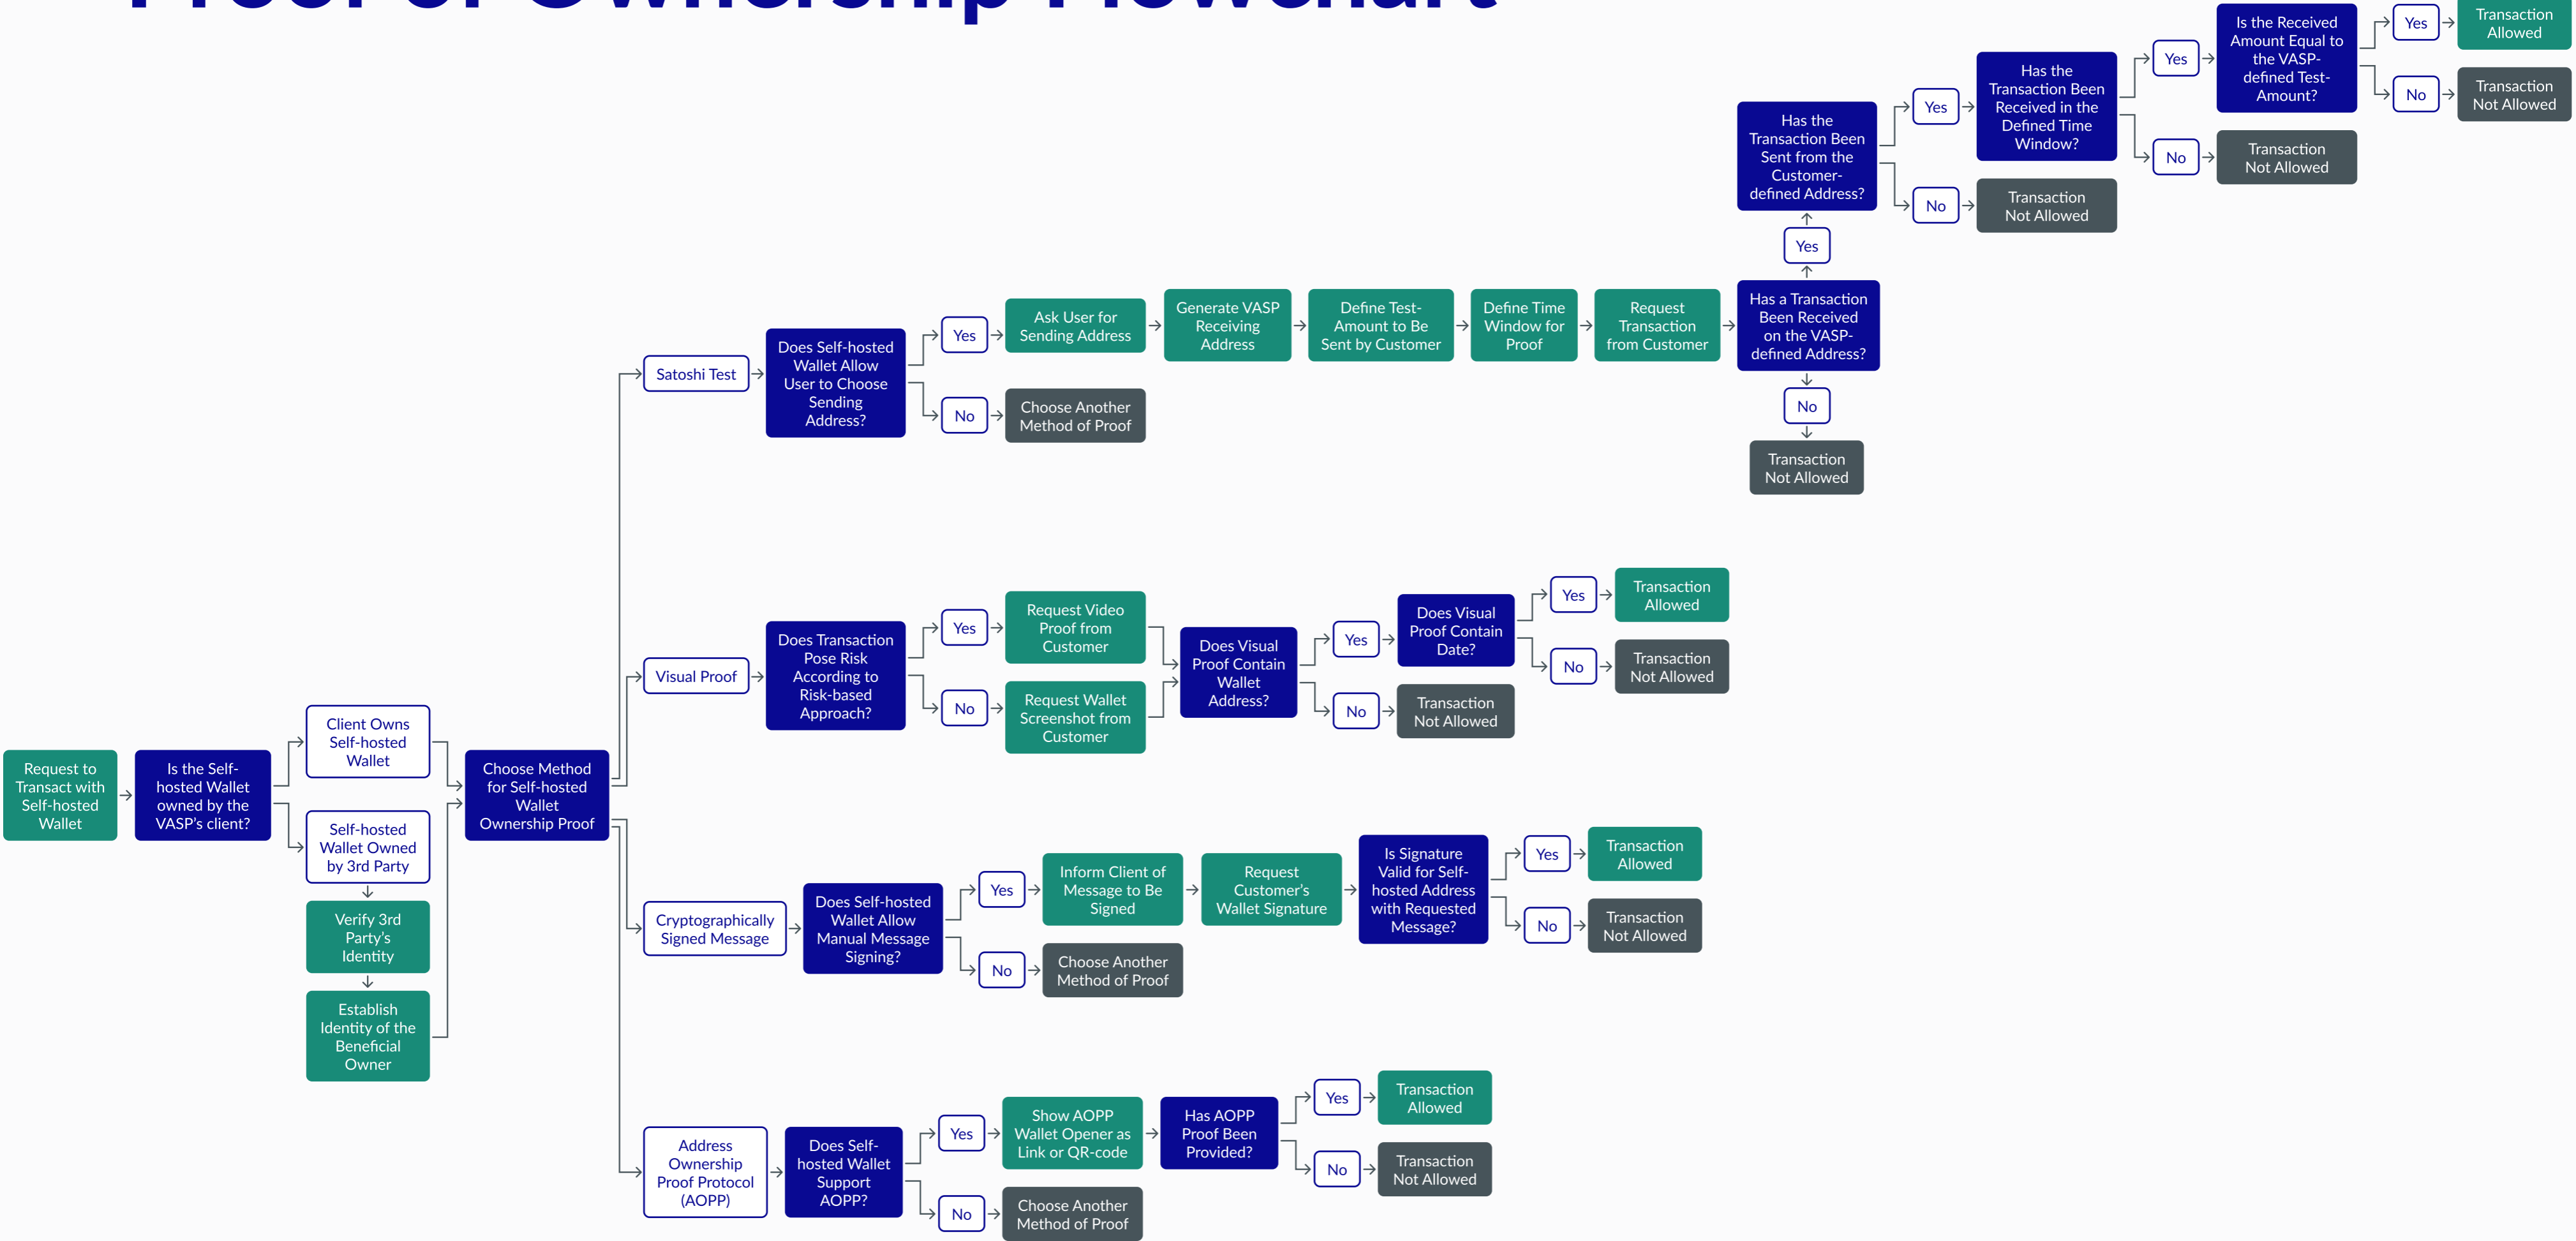 Proof of Ownership Flowchart
Request to
Transact with
Self-hosted
Wallet
Is the Self-
hosted Wallet
owned by the
VASP's client?
Client Owns
Self-hosted
Wallet
Self-hosted
Wallet Owned
by 3rd Party
Verify 3rd
Party's
Identity
Establish
Identity of the
Beneficial
Owner
Choose Method
for Self-hosted
Wallet
Ownership Proof
Satoshi Test
Does Self-hosted
Wallet Allow
User to Choose
Sending
Address?
Yes
Ask User for
Sending Address
Generate VASP
Receiving
Address
Define Test-
Amount to Be
Sent by Customer
Define Time
Window for
Proof
Request
Transaction
from Customer
Has a Transaction
Been Received
on the VASP-
defined Address?
Yes
Has the
Transaction Been
Sent from the
Customer-
defined Address?
Yes
Has the
Transaction Been
Received in the
Defined Time
Window?
Yes
Is the Received
Amount Equal to
the VASP-
defined Test-
Amount?
Yes
Transaction
Allowed
No
Transaction
Not Allowed
No
Transaction
Not Allowed
No
Transaction
Not Allowed
No
Transaction
Not Allowed
No
Choose Another
Method of Proof
Visual Proof
Does Transaction
Pose Risk
According to
Risk-based
Approach?
Yes
Request Video
Proof from
Customer
No
Request Wallet
Screenshot from
Customer
Does Visual
Proof Contain
Wallet
Address?
Yes
Does Visual
Proof Contain
Date?
Yes
Transaction
Allowed
No
Transaction
Not Allowed
No
Transaction
Not Allowed
Cryptographically
Signed Message
Does Self-hosted
Wallet Allow
Manual Message
Signing?
Yes
Inform Client of
Message to Be
Signed
Request
Customer's
Wallet Signature
Is Signature
Valid for Self-
hosted Address
with Requested
Message?
Yes
Transaction
Allowed
No
Transaction
Not Allowed
No
Choose Another
Method of Proof
Address
Ownership
Proof Protocol
(AOPP)
Does Self-
hosted Wallet
Support
AOPP?
Yes
Show AOPP
Wallet Opener as
Link or QR-code
Has AOPP
Proof Been
Provided?
Yes
Transaction
Allowed
No
Transaction
Not Allowed
No
Choose Another
Method of Proof